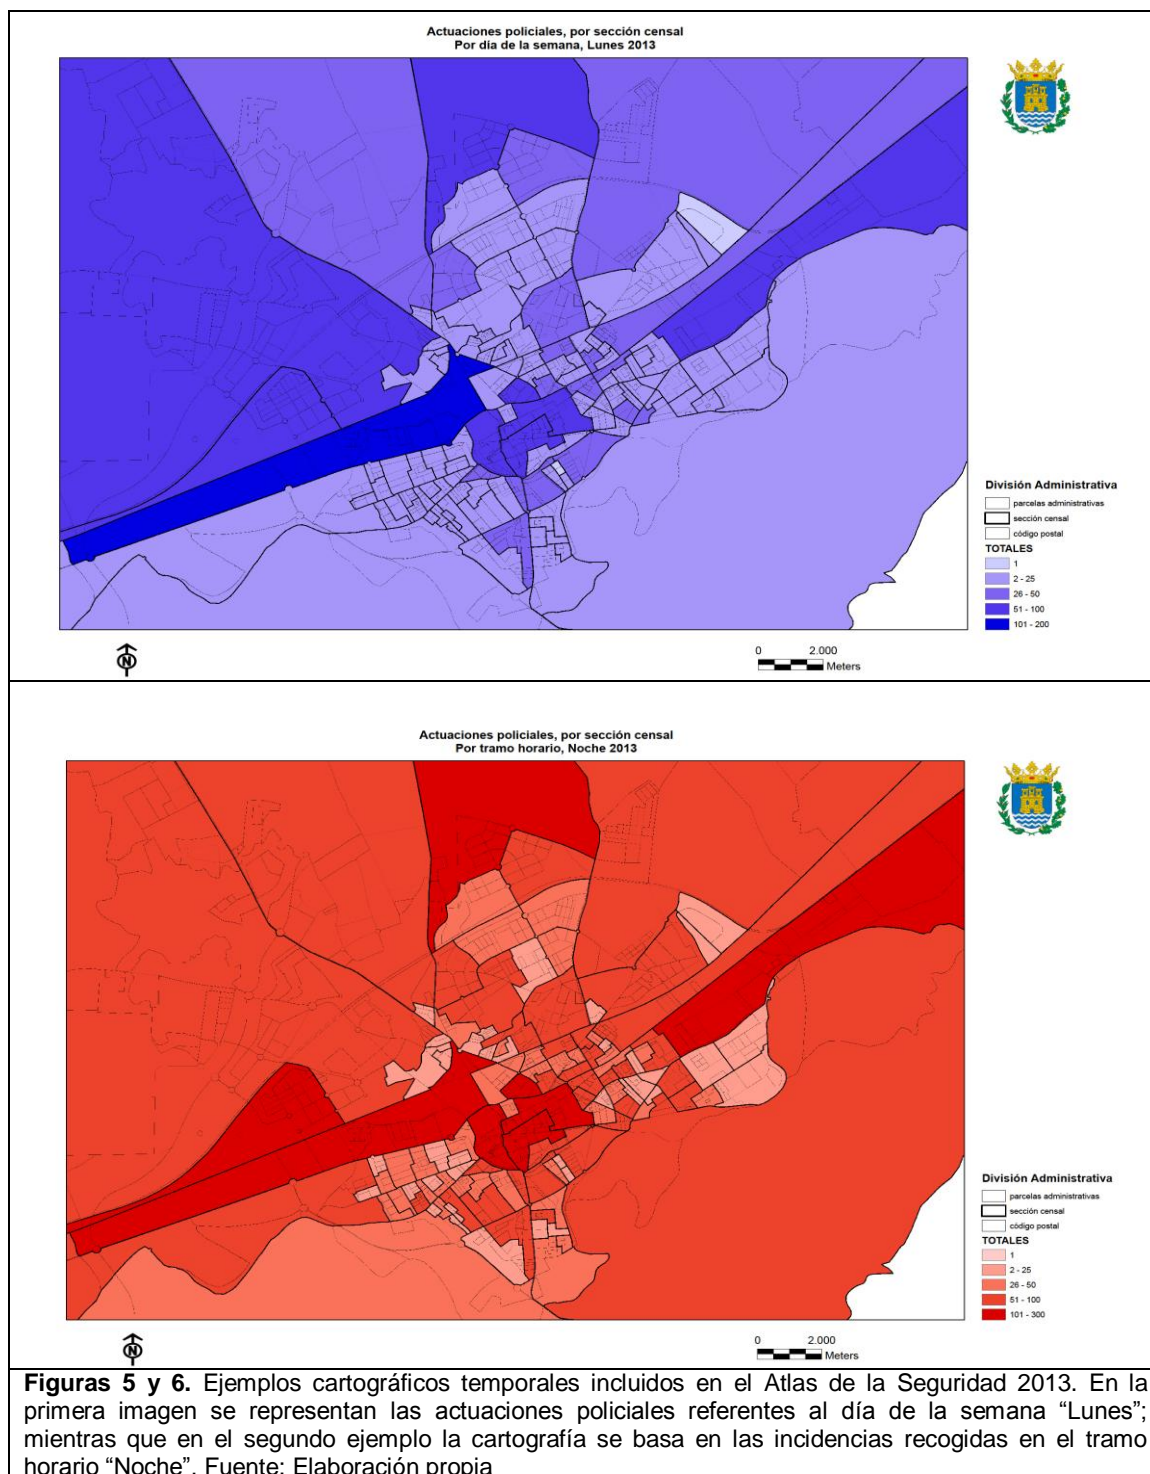 Actuaciones policiales, por sección censal
Por dia de la semana, Lunes 2013
División Administrativa
parcelas administrativas
sección censal
código postal
TOTALES
1
2 - 25
26 - 50
51 - 100
101 - 200
N
0 2.000
Meters
Actuaciones policiales, por sección censal
Por tramo horario, Noche 2013
División Administrativa
parcelas administrativas
sección censal
código postal
TOTALES
1
2 - 25
26 - 50
51 - 100
101 - 300
N
0 2.000
Meters
Figuras 5 y 6. Ejemplos cartográficos temporales incluidos en el Atlas de la Seguridad 2013. En la
primera imagen se representan las actuaciones policiales referentes al día de la semana “Lunes”;
mientras que en el segundo ejemplo la cartografía se basa en las incidencias recogidas en el tramo
horario “Noche”. Fuente: Elaboración propia